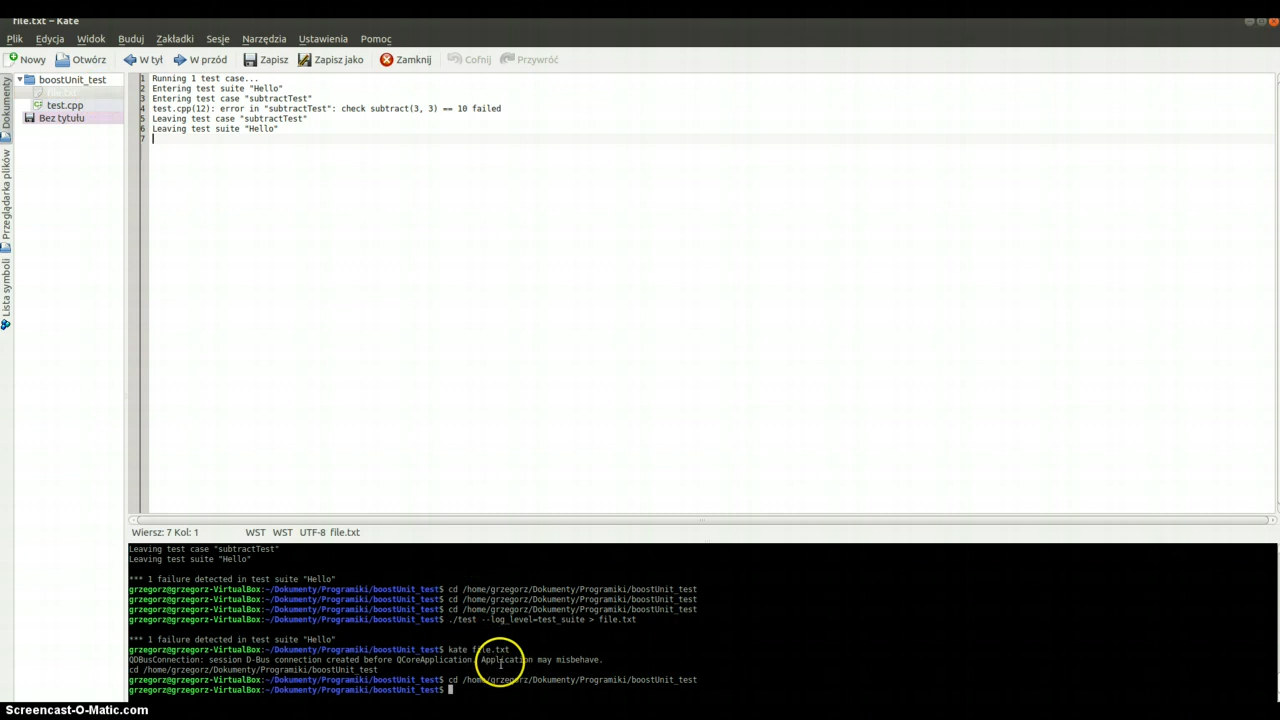 file.txt – Kate
Plik Edycja Widok Buduj Zakładki Sesje Narzędzia Ustawienia Pomoc
Nowy Otwórz W tył W przód Zapisz Zapisz jako Zamknij Cofnij Przywróć
Dokumenty
Przeglądarka plików
Lista symboli
boostUnit_test
file.txt
test.cpp
Bez tytułu
1 Running 1 test case...
2 Entering test suite "Hello"
3 Entering test case "subtractTest"
4 test.cpp(12): error in "subtractTest": check subtract(3, 3) == 10 failed
5 Leaving test case "subtractTest"
6 Leaving test suite "Hello"
7
Wiersz: 7 Kol: 1 WST WST UTF-8 file.txt
Leaving test case "subtractTest"
Leaving test suite "Hello"
*** 1 failure detected in test suite "Hello"
grzegorz@grzegorz-VirtualBox:~/Dokumenty/Programiki/boostUnit_test$ cd /home/grzegorz/Dokumenty/Programiki/boostUnit_test
grzegorz@grzegorz-VirtualBox:~/Dokumenty/Programiki/boostUnit_test$ cd /home/grzegorz/Dokumenty/Programiki/boostUnit_test
grzegorz@grzegorz-VirtualBox:~/Dokumenty/Programiki/boostUnit_test$ cd /home/grzegorz/Dokumenty/Programiki/boostUnit_test
grzegorz@grzegorz-VirtualBox:~/Dokumenty/Programiki/boostUnit_test$ ./test --log_level=test_suite > file.txt
*** 1 failure detected in test suite "Hello"
grzegorz@grzegorz-VirtualBox:~/Dokumenty/Programiki/boostUnit_test$ kate file.txt
QDBusConnection: session D-Bus connection created before QCoreApplication. Application may misbehave.
cd /home/grzegorz/Dokumenty/Programiki/boostUnit_test
grzegorz@grzegorz-VirtualBox:~/Dokumenty/Programiki/boostUnit_test$ cd /home/grzegorz/Dokumenty/Programiki/boostUnit_test
grzegorz@grzegorz-VirtualBox:~/Dokumenty/Programiki/boostUnit_test$
Screencast-O-Matic.com